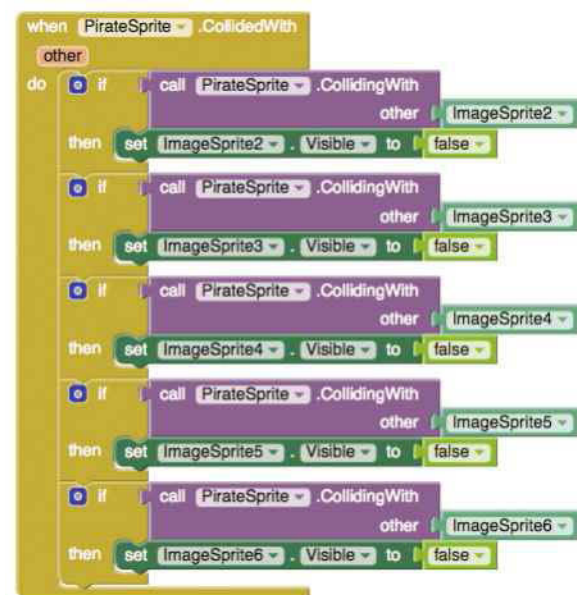 when PirateSprite .CollidedWith
other
do if call PirateSprite .CollidingWith
other ImageSprite2
then set ImageSprite2 . Visible to false
if call PirateSprite .CollidingWith
other ImageSprite3
then set ImageSprite3 . Visible to false
if call PirateSprite .CollidingWith
other ImageSprite4
then set ImageSprite4 . Visible to false
if call PirateSprite .CollidingWith
other ImageSprite5
then set ImageSprite5 . Visible to false
if call PirateSprite .CollidingWith
other ImageSprite6
then set ImageSprite6 . Visible to false